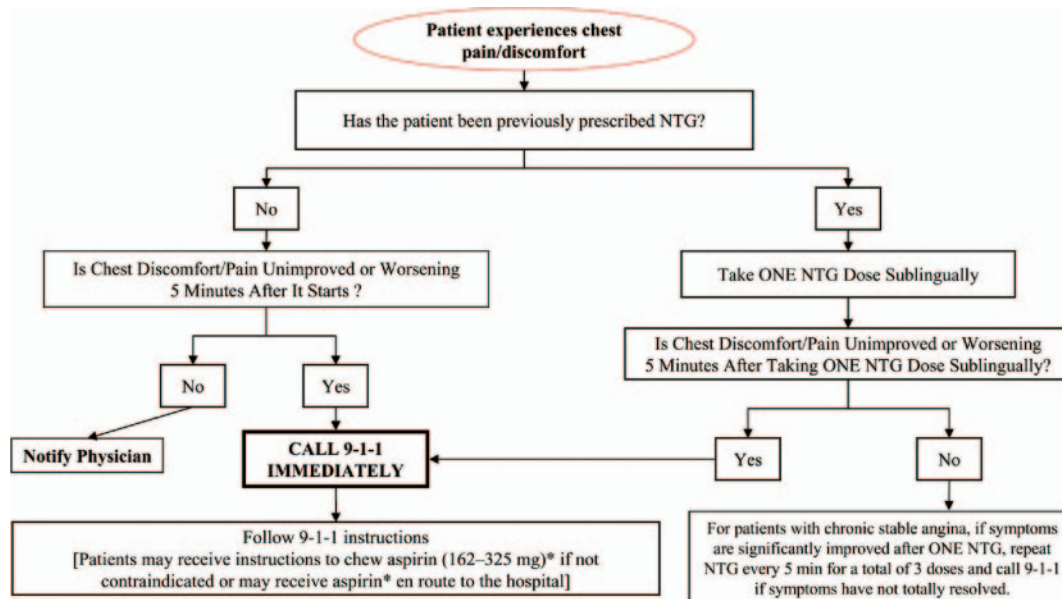 Patient experiences chest
pain/discomfort
Has the patient been previously prescribed NTG?
No
Yes
Is Chest Discomfort/Pain Unimproved or Worsening
5 Minutes After It Starts ?
Take ONE NTG Dose Sublingually
Is Chest Discomfort/Pain Unimproved or Worsening
5 Minutes After Taking ONE NTG Dose Sublingually?
No
Yes
Notify Physician
CALL 9-1-1
IMMEDIATELY
Yes
No
Follow 9-1-1 instructions
[Patients may receive instructions to chew aspirin (162–325 mg)* if not
contraindicated or may receive aspirin* en route to the hospital]
For patients with chronic stable angina, if symptoms
are significantly improved after ONE NTG, repeat
NTG every 5 min for a total of 3 doses and call 9-1-1
if symptoms have not totally resolved.